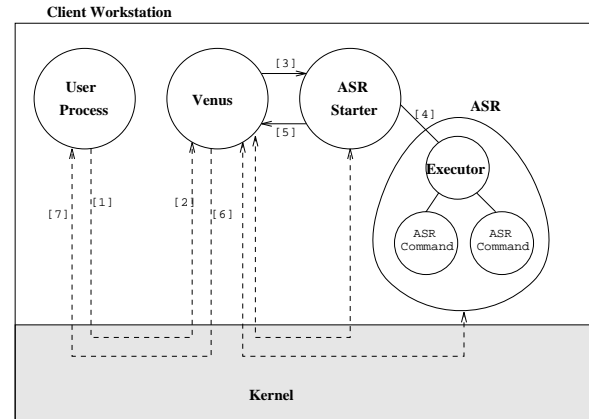 Client Workstation
[3]
User
Process
Venus
ASR
Starter
[4]
ASR
[5]
Executor
[7]
[1]
[2]
[6]
ASR
Command
ASR
Command
Kernel